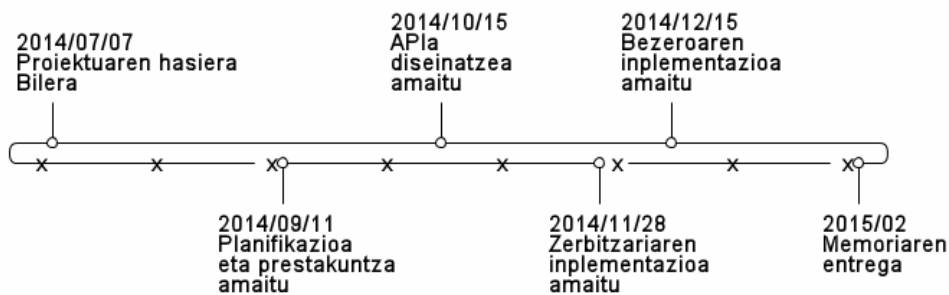 2014/07/07
Proiektuaren hasiera
Bilera
2014/10/15
APIa
diseinatzea
amaitu
2014/12/15
Bezeroaren
inplementazioa
amaitu
2014/09/11
Planifikazioa
eta prestakuntza
amaitu
2014/11/28
Zerbitzariaren
inplementazioa
amaitu
2015/02
Memoriaren
entrega